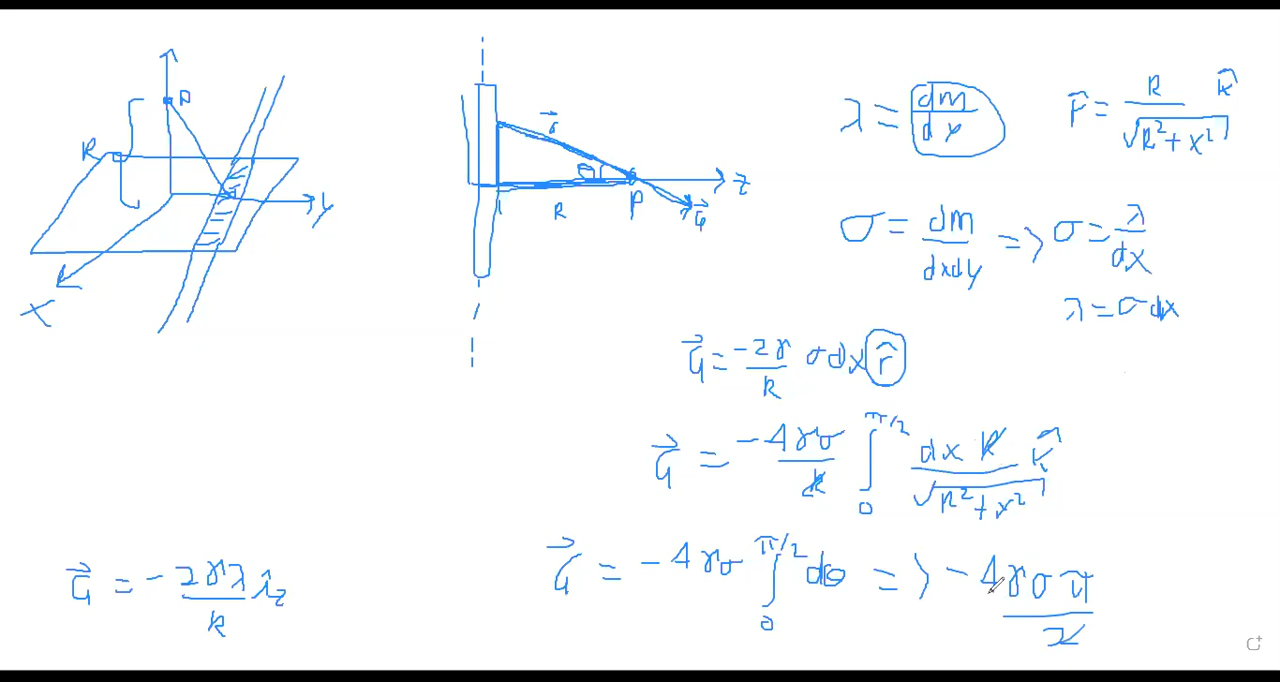 P
R
y
X
r⃗
θ
R
P
z
G⃗
λ = dm/dx
r̂ = R/√(R²+x²) k̂
σ = dm/dxdy => σ = λ/dx
λ = σdx
G⃗ = -2γ/R σdx r̂
G⃗ = -4γσ/R ∫₀^(π/2) dx R/√(R²+x²) k̂
G⃗ = -4γσ ∫₀^(π/2) dθ => -4γσπ/2
G⃗ = -2γλ/R î_z